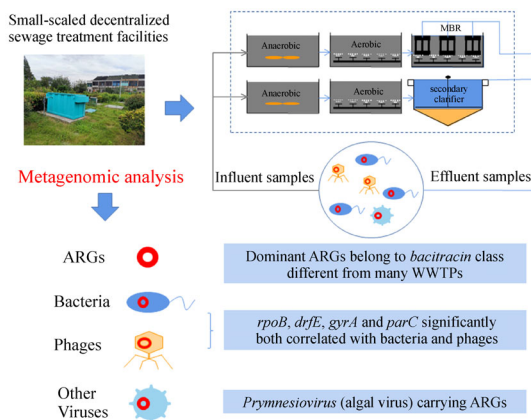 Small-scaled decentralized
sewage treatment facilities
MBR
Anaerobic
Aerobic
Anaerobic
Aerobic
secondary
clarifier
Metagenomic analysis
Influent samples
Effluent samples
ARGs
Dominant ARGs belong to bacitracin class
different from many WWTPs
Bacteria
Phages
rpoB, drfE, gyrA and parC significantly
both correlated with bacteria and phages
Other
Viruses
Prymnesiovirus (algal virus) carrying ARGs